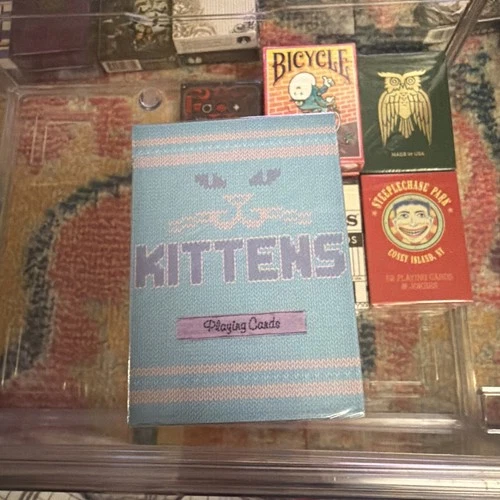 BICYCLE
MADE IN USA
KITTENS
Playing Cards
STEEPLECHASE PARK
CONEY ISLAND, NY
52 PLAYING CARDS
& JOKERS